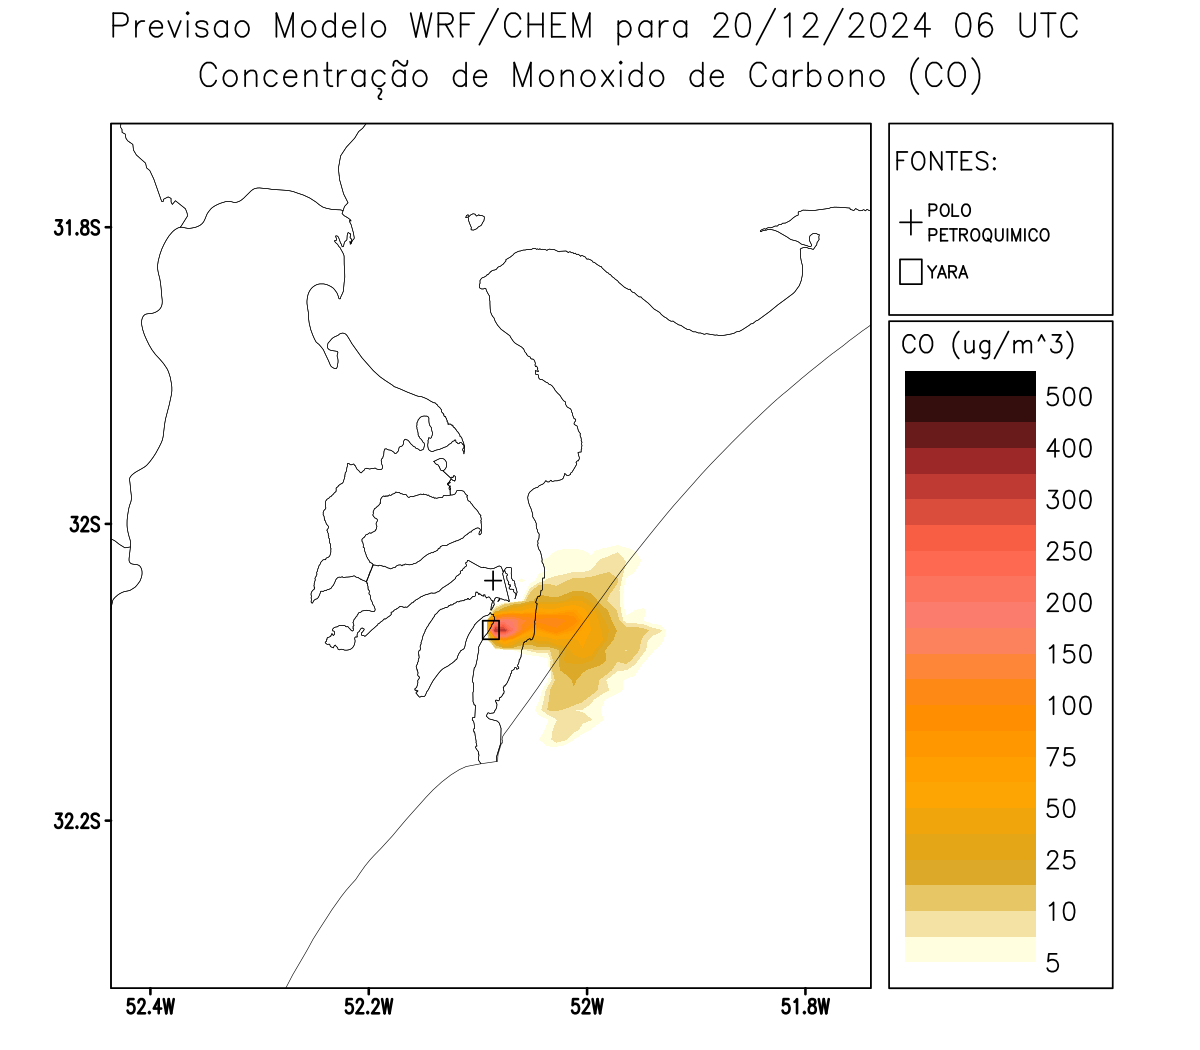 Previsao Modelo WRF/CHEM para 20/12/2024 06 UTC
Concentração de Monoxido de Carbono (CO)
FONTES:
POLO
PETROQUIMICO
YARA
CO (ug/m^3)
500
400
300
250
200
150
100
75
50
25
10
5
31.8S
32S
32.2S
52.4W
52.2W
52W
51.8W